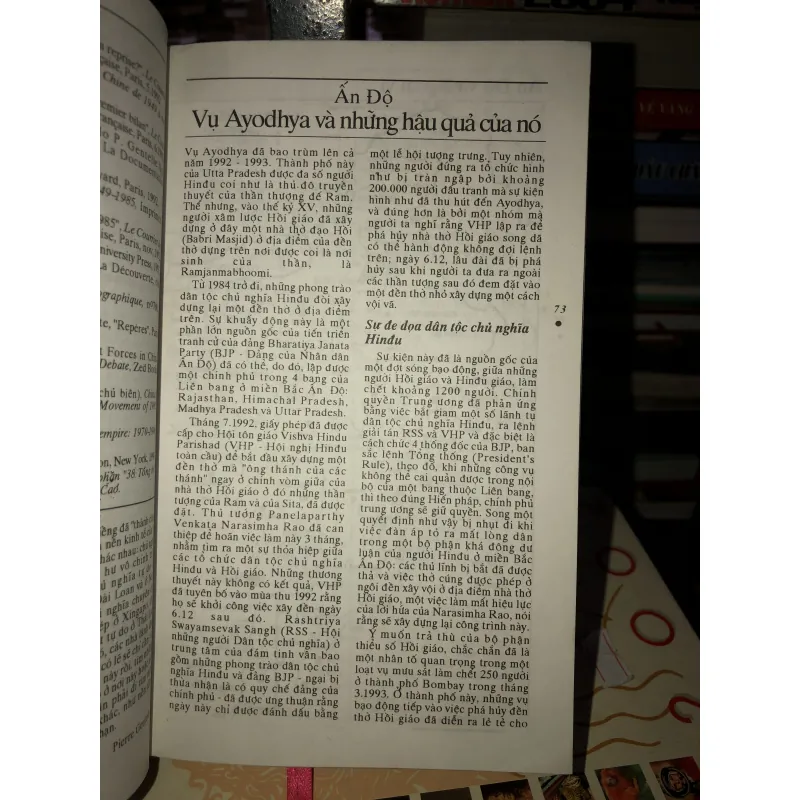 Ấn Độ
Vụ Ayodhya và những hậu quả của nó
Vụ Ayodhya đã bao trùm lên cả
năm 1992 - 1993. Thành phố này
của Utta Pradesh được đa số người
Hindu coi như là thủ đô truyền
thuyết của thần thượng đế Ram.
Thế nhưng, vào thế kỷ XV, những
người xâm lược Hồi giáo đã xây
dựng ở đây một nhà thờ đạo Hồi
(Babri Masjid) ở địa điểm của đền
thờ dựng trên nơi được coi là nơi
sinh của thần, là
Ramjanmabhoomi.
Từ 1984 trở đi, những phong trào
dân tộc chủ nghĩa Hindu đòi xây
dựng lại một đền thờ ở địa điểm
trên. Sự khuấy động này là một
phần lớn nguồn gốc của tiến triển
tranh cử của đảng Bharatiya Janata
Party (BJP - Đảng của Nhân dân
Ấn Độ) đã có thể, do đó, lập được
một chính phủ trong 4 bang của
Liên bang ở miền Bắc Ấn Độ:
Rajasthan, Himachal Pradesh,
Madhya Pradesh và Uttar Pradesh.
Tháng 7.1992, giấy phép đã được
cấp cho Hội tôn giáo Vishva Hindu
Parishad (VHP - Hội nghị Hindu
toàn cầu) để bắt đầu xây dựng một
đền thờ mà "ông thánh của các
thánh" ngay ở chính vòm giữa của
nhà thờ Hồi giáo ở đó những thần
tượng của Ram và của Sita, đã được
đặt. Thủ tướng Panelaparthy
Venkata Narasimha Rao đã can
thiệp để hoãn việc làm này 3 tháng,
nhằm tìm ra một sự thỏa hiệp giữa
các tổ chức dân tộc chủ nghĩa
Hindu và Hồi giáo. Những thương
thuyết này không có kết quả, VHP
đã tuyên bố vào mùa thu 1992 rằng
họ sẽ khởi công việc xây đền ngày
6.12 sau đó. Rashtriya
Swayamsevak Sangh (RSS - Hội
những người Dân tộc chủ nghĩa) ở
trung tâm của đám tinh vân bao
gồm những phong trào dân tộc chủ
nghĩa Hindu và đảng BJP - ngại bị
thừa nhận là có quy chế đảng của
chính phủ - đã được ưng thuận rằng
ngày này chỉ được đánh dấu bằng
một lễ hội tượng trưng. Tuy nhiên,
những người đứng ra tổ chức hình
như bị tràn ngập bởi khoảng
200.000 người đấu tranh mà sự kiện
hình như đã thu hút đến Ayodhya,
và đúng hơn là bởi một nhóm mà
người ta nghĩ rằng VHP lập ra để
phá hủy nhà thờ Hồi giáo song đã
có thể hành động không đợi lệnh
trên; ngày 6.12, lâu đài đã bị phá
hủy sau khi người ta đưa ra ngoài
các thần tượng sau đó đem đặt vào
một đền thờ nhỏ xây dựng một cách
vội vã.
73
Sự đe dọa dân tộc chủ nghĩa
Hindu
Sự kiện này đã là nguồn gốc của
một đợt sóng bạo động, giữa những
người Hồi giáo và Hindu giáo, làm
chết khoảng 1200 người. Chính
quyền Trung ương đã phản ứng
bằng việc bắt giam một số lãnh tụ
dân tộc chủ nghĩa Hindu, ra lệnh
giải tán RSS và VHP và đặc biệt là
cách chức 4 thống đốc của BJP, ban
sắc lệnh Tổng thống (President's
Rule), theo đó, khi những công vụ
không thể cai quản được trong nội
bộ của một bang thuộc Liên bang,
thì theo đúng Hiến pháp, chính phủ
trung ương sẽ giữ quyền. Song một
quyết định như vậy bị nhụt đi khi
việc đàn áp tỏ ra mất lòng dân
trong một bộ phận khá đông dư
luận của người Hindu ở miền Bắc
Ấn Độ: các thủ lĩnh bị bắt đã được
thả và việc thờ cúng được phép ở
ngôi đền xây vội ở địa điểm nhà thờ
Hồi giáo, một việc làm mất hiệu lực
của lời hứa của Narasimha Rao, nói
rằng sẽ xây dựng lại công trình này.
Ý muốn trả thù của bộ phận
thiểu số Hồi giáo, chắc chắn đã là
một nhân tố quan trọng trong một
loạt vụ mưu sát làm chết 250 người
ở thành phố Bombay trong tháng
3.1993. Ở thành phố này, những vụ
bạo động tiếp vào việc phá hủy đền
thờ Hồi giáo đã diễn ra lẻ tẻ cho